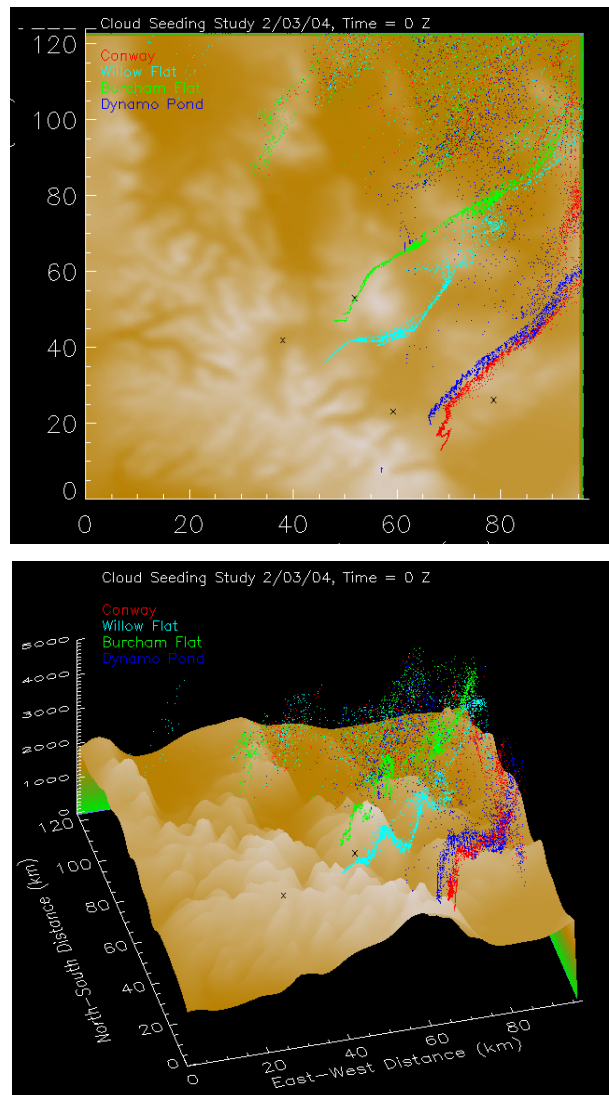 Cloud Seeding Study 2/03/04, Time = 0 Z
120
Conway
Willow Flat
Burcham Flat
Dynamo Pond
100
80
60
40
20
0
0 20 40 60 80
Cloud Seeding Study 2/03/04, Time = 0 Z
Conway
Willow Flat
Burcham Flat
Dynamo Pond
5000
4000
3000
2000
1000
0
120
100
80
60
40
20
0
North-South Distance (km)
0 20 40 60 80
East-West Distance (km)